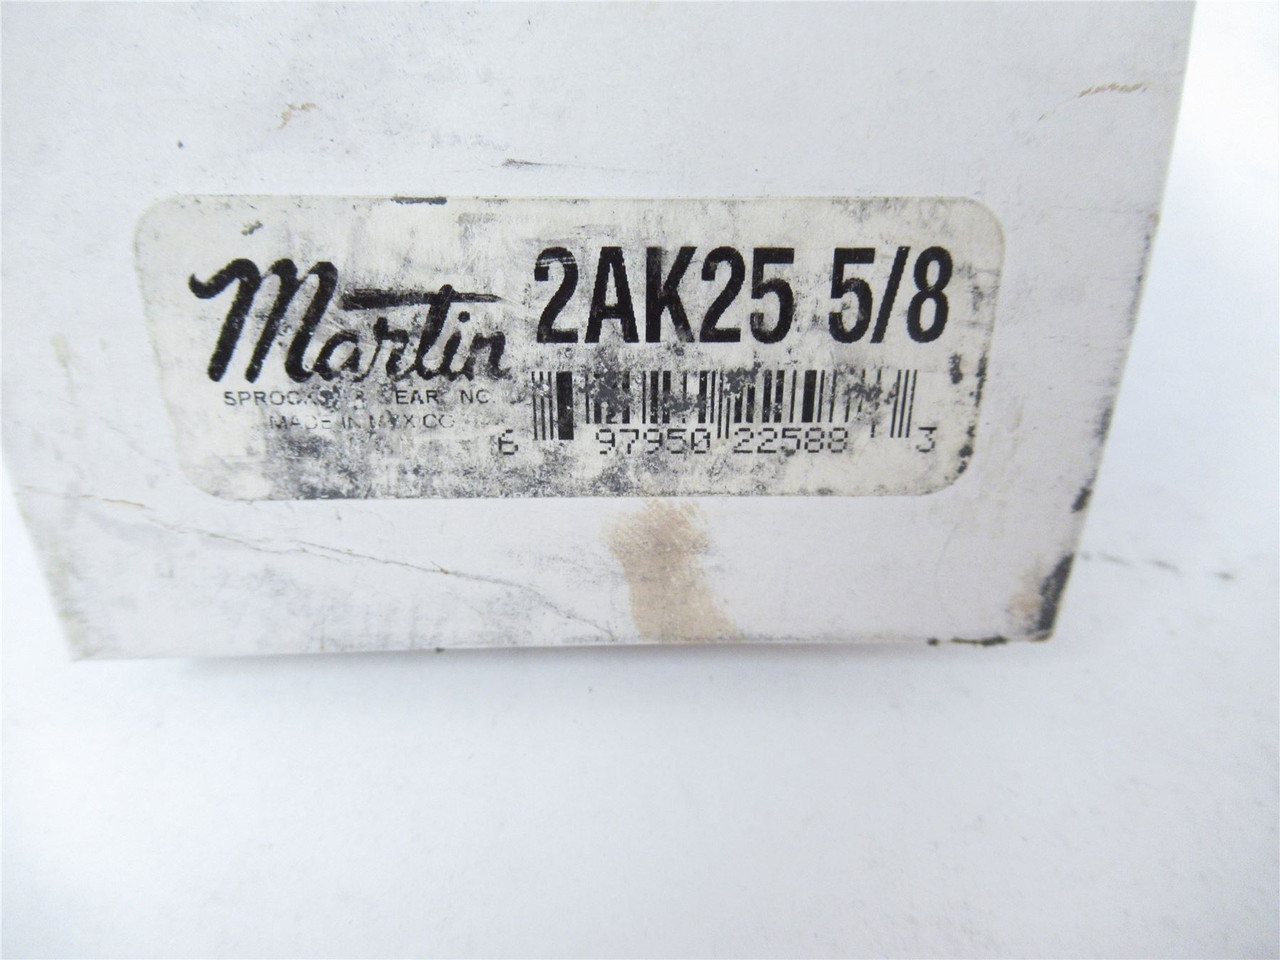 Martin
2AK25 5/8
SPROCKET & GEAR, INC.
MADE IN MEXICO
6 97950 22588 3